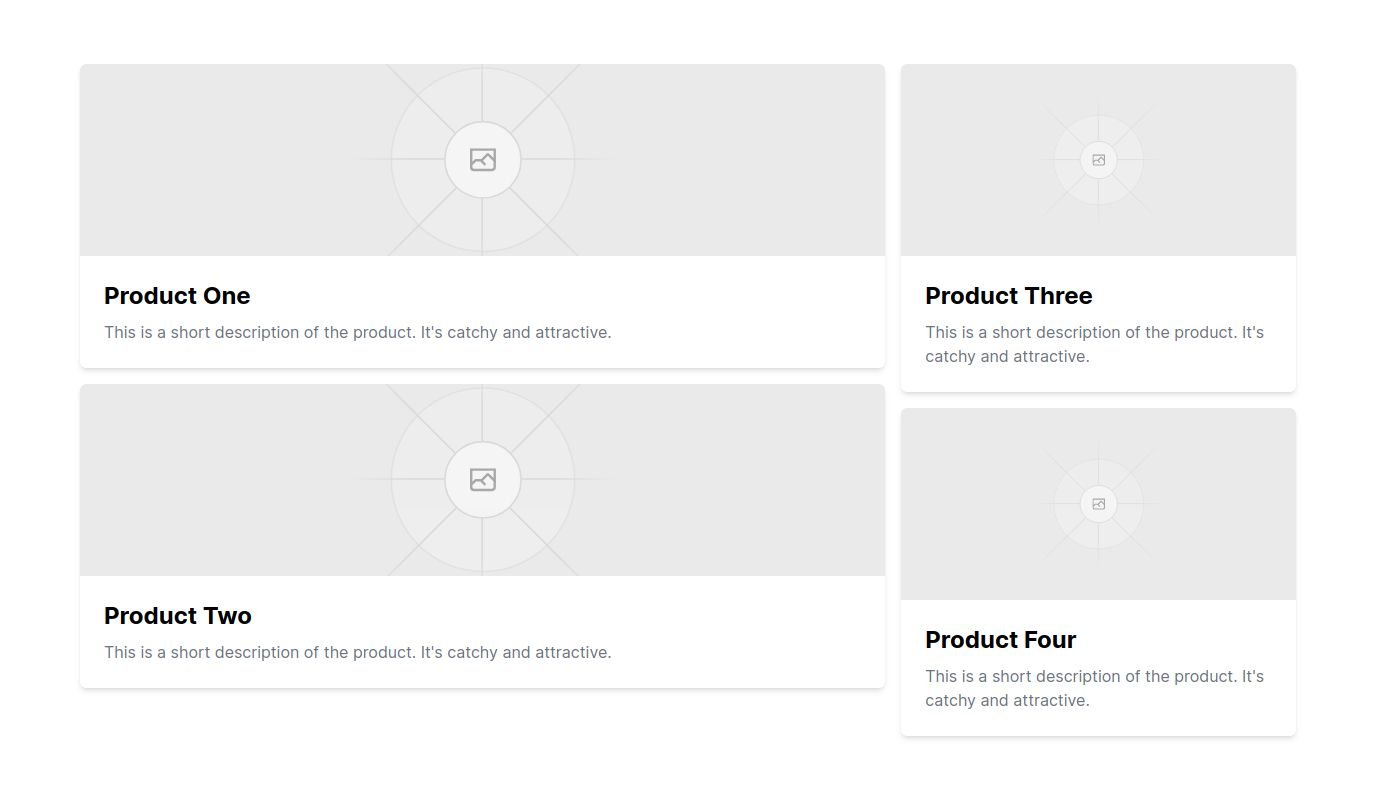 Product One
This is a short description of the product. It's catchy and attractive.
Product Two
This is a short description of the product. It's catchy and attractive.
Product Three
This is a short description of the product. It's
catchy and attractive.
Product Four
This is a short description of the product. It's
catchy and attractive.